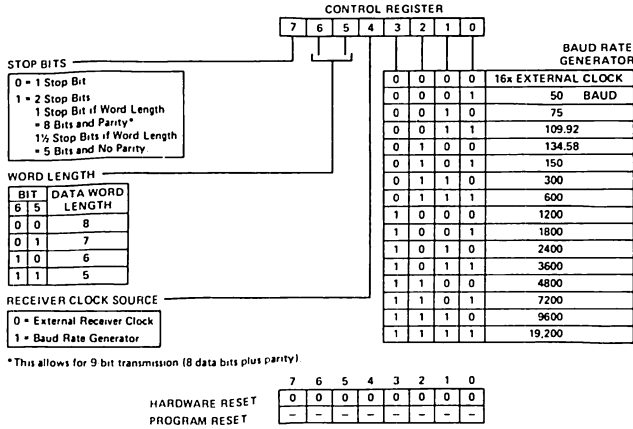 CONTROL REGISTER
7 6 5 4 3 2 1 0
STOP BITS
0 = 1 Stop Bit
1 = 2 Stop Bits
1 Stop Bit if Word Length
= 8 Bits and Parity*
1½ Stop Bits if Word Length
= 5 Bits and No Parity.
WORD LENGTH
BIT DATA WORD
6 5 LENGTH
0 0 8
0 1 7
1 0 6
1 1 5
RECEIVER CLOCK SOURCE
0 = External Receiver Clock
1 = Baud Rate Generator
BAUD RATE
GENERATOR
0 0 0 0 16x EXTERNAL CLOCK
0 0 0 1 50 BAUD
0 0 1 0 75
0 0 1 1 109.92
0 1 0 0 134.58
0 1 0 1 150
0 1 1 0 300
0 1 1 1 600
1 0 0 0 1200
1 0 0 1 1800
1 0 1 0 2400
1 0 1 1 3600
1 1 0 0 4800
1 1 0 1 7200
1 1 1 0 9600
1 1 1 1 19,200
*This allows for 9-bit transmission (8 data bits plus parity).
7 6 5 4 3 2 1 0
HARDWARE RESET 0 0 0 0 0 0 0 0
PROGRAM RESET – – – – – – – –